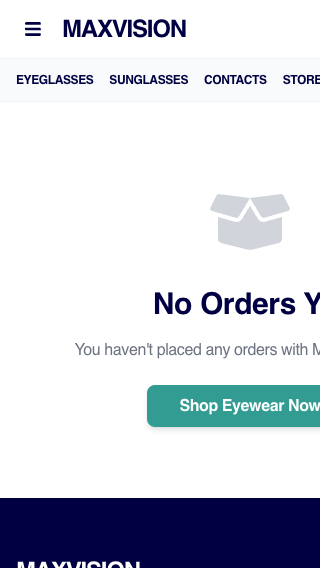 MAXVISION
EYEGLASSES SUNGLASSES CONTACTS STORE
No Orders Y
You haven't placed any orders with M
Shop Eyewear Now
MAXVISION